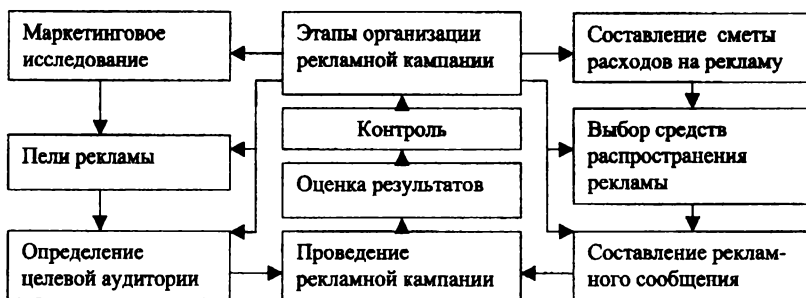 Маркетинговое
исследование
Этапы организации
рекламной кампании
Составление сметы
расходов на рекламу
Контроль
Пели рекламы
Выбор средств
распространения
рекламы
Оценка результатов
Определение
целевой аудитории
Проведение
рекламной кампании
Составление реклам-
ного сообщения